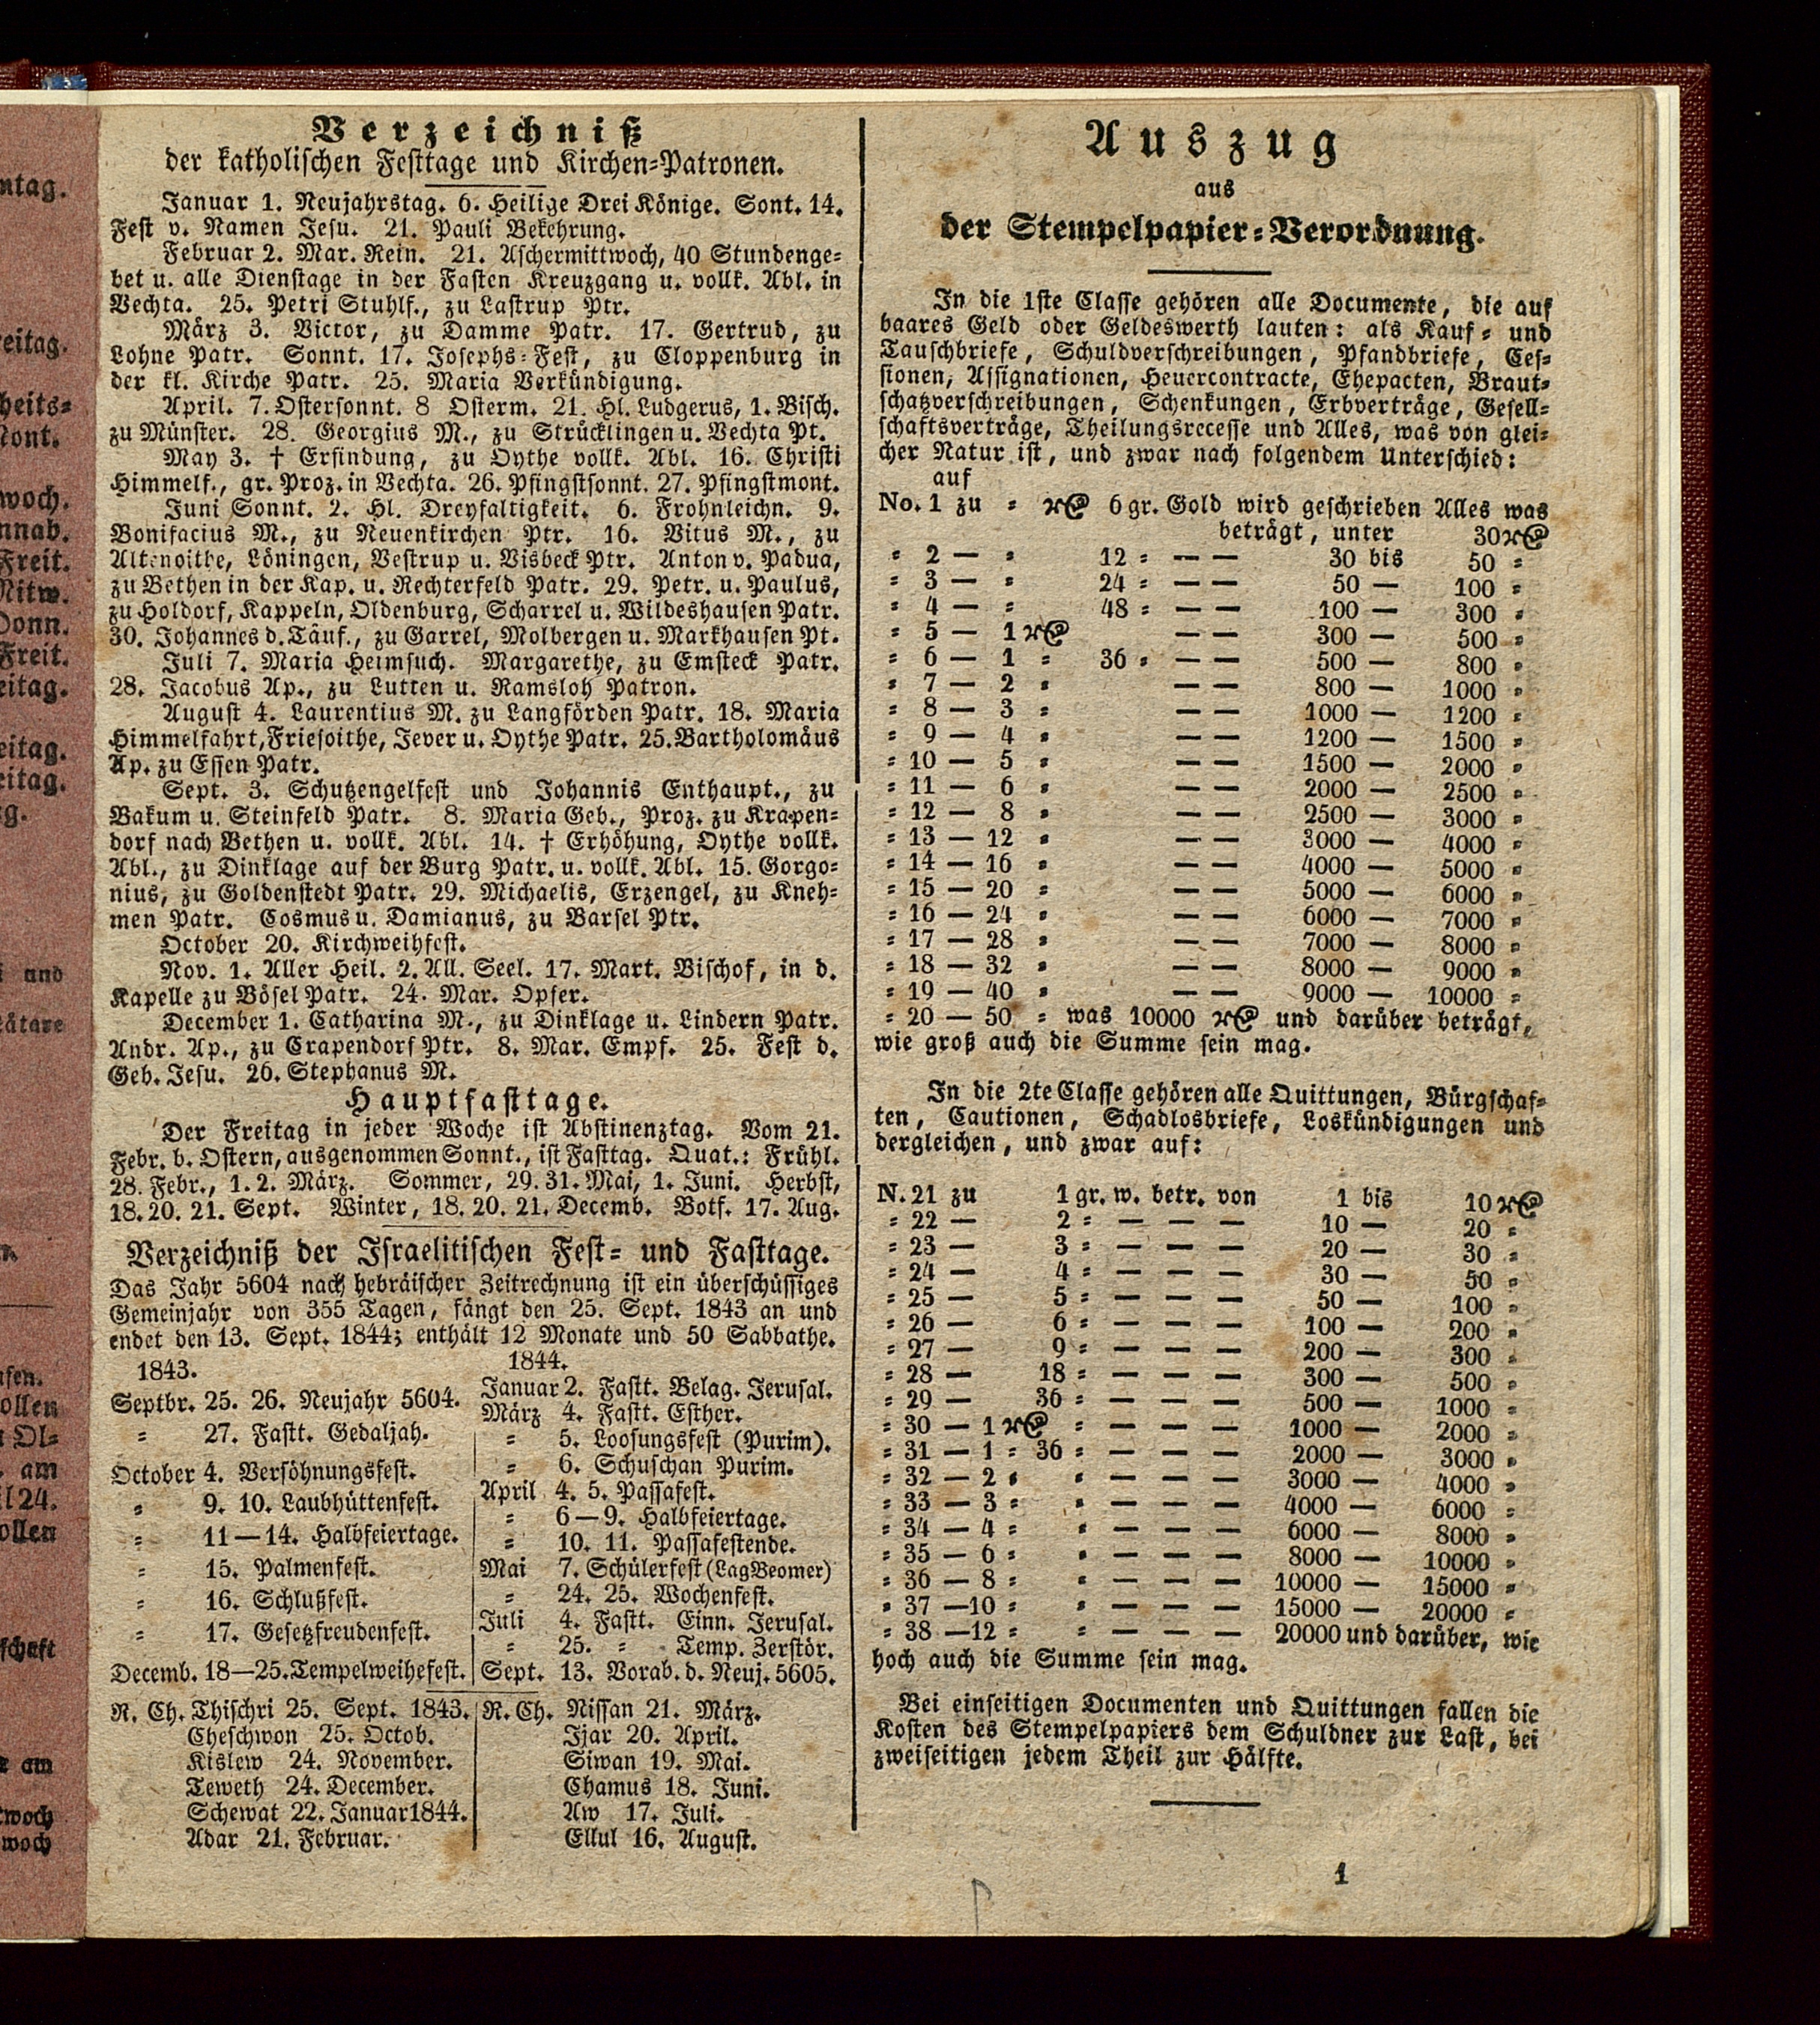 Verzeichniß
der katholischen Festtage und Kirchen=Patronen.
Januar 1. Neujahrstag. 6. Heilige Drei Könige. Sont. 14.
Fest v. Namen Jesu. 21. Pauli Bekehrung.
Februar 2. Mar. Rein. 21. Aschermittwoch, 40 Stundenge=
bet u. alle Dienstage in der Fasten Kreuzgang u. vollk. Abl. in
Vechta. 25. Petri Stuhlf., zu Lastrup Ptr.
März 3. Victor, zu Damme Patr. 17. Gertrud, zu
Lohne Patr. Sonnt. 17. Josephs=Fest, zu Cloppenburg in
der kl. Kirche Patr. 25. Maria Verkündigung.
April. 7. Ostersonnt. 8 Osterm. 21. Hl. Ludgerus, 1. Bisch.
zu Münster. 28. Georgius M., zu Strücklingen u. Vechta Pt.
May 3. † Erfindung, zu Oythe vollk. Abl. 16. Christi
Himmelf., gr. Proz. in Vechta. 26. Pfingstsonnt. 27. Pfingstmont.
Juni Sonnt. 2. Hl. Dreyfaltigkeit. 6. Frohnleichn. 9.
Bonifacius M., zu Neuenkirchen Ptr. 16. Vitus M., zu
Altenoithe, Löningen, Vestrup u. Visbeck Ptr. Anton v. Padua,
zu Bethen in der Kap. u. Rechterfeld Patr. 29. Petr. u. Paulus,
zu Holdorf, Kappeln, Oldenburg, Scharrel u. Wildeshausen Patr.
30. Johannes d. Täuf., zu Garrel, Molbergen u. Markhausen Pt.
Juli 7. Maria Heimsuch. Margarethe, zu Emsteck Patr.
28. Jacobus Ap., zu Lutten u. Ramsloh Patron.
August 4. Laurentius M. zu Langförden Patr. 18. Maria
Himmelfahrt, Friesoithe, Jever u. Oythe Patr. 25. Bartholomäus
Ap. zu Essen Patr.
Sept. 3. Schutzengelfest und Johannis Enthaupt., zu
Bakum u. Steinfeld Patr. 8. Maria Geb., Proz. zu Krapen=
dorf nach Bethen u. vollk. Abl. 14. † Erhöhung, Oythe vollk.
Abl., zu Dinklage auf der Burg Patr. u. vollk. Abl. 15. Gorgo=
nius, zu Goldenstedt Patr. 29. Michaelis, Erzengel, zu Kneh=
men Patr. Cosmus u. Damianus, zu Barsel Ptr.
October 20. Kirchweihfest.
Nov. 1. Aller Heil. 2. All. Seel. 17. Mart. Bischof, in d.
Kapelle zu Bösel Patr. 24. Mar. Opfer.
December 1. Catharina M., zu Dinklage u. Lindern Patr.
Andr. Ap., zu Crapendorf Ptr. 8. Mar. Empf. 25. Fest d.
Geb. Jesu. 26. Stephanus M.
Hauptfasttage.
Der Freitag in jeder Woche ist Abstinenztag. Vom 21.
Febr. b. Ostern, ausgenommen Sonnt., ist Fasttag. Quat.: Frühl.
28. Febr., 1. 2. März. Sommer, 29. 31. Mai, 1. Juni. Herbst,
18. 20. 21. Sept. Winter, 18. 20. 21. Decemb. Botf. 17. Aug.
Verzeichniß der Israelitischen Fest= und Fasttage.
Das Jahr 5604 nach hebräischer Zeitrechnung ist ein überschüssiges
Gemeinjahr von 355 Tagen, fängt den 25. Sept. 1843 an und
endet den 13. Sept. 1844; enthält 12 Monate und 50 Sabbathe.
1843.
Septbr. 25. 26. Neujahr 5604.
= 27. Fastt. Gedaljah.
October 4. Versöhnungsfest.
= 9. 10. Laubhüttenfest.
= 11—14. Halbfeiertage.
= 15. Palmenfest.
= 16. Schlußfest.
= 17. Gesetzfreudenfest.
Decemb. 18—25. Tempelweihefest.
1844.
Januar 2. Fastt. Belag. Jerusal.
März 4. Fastt. Esther.
= 5. Loosungsfest (Purim).
= 6. Schuschan Purim.
April 4. 5. Passafest.
= 6—9. Halbfeiertage.
= 10. 11. Passafestende.
Mai 7. Schülerfest (Lag Beomer)
= 24. 25. Wochenfest.
Juli 4. Fastt. Einn. Jerusal.
= 25. = Temp. Zerstör.
Sept. 13. Vorab. d. Neuj. 5605.
R. Ch. Thischri 25. Sept. 1843.
Cheschwon 25. Octob.
Kislew 24. November.
Teweth 24. December.
Schewat 22. Januar 1844.
Adar 21. Februar.
R. Ch. Nissan 21. März.
Ijar 20. April.
Siwan 19. Mai.
Thamus 18. Juni.
Aw 17. Juli.
Ellul 16. August.
Auszug
aus
der Stempelpapier=Verordnung.
In die 1ste Classe gehören alle Documente, die auf
baares Geld oder Geldeswerth lauten: als Kauf= und
Tauschbriefe, Schuldverschreibungen, Pfandbriefe, Ces=
sionen, Assignationen, Heuercontracte, Ehepacten, Braut=
schatzverschreibungen, Schenkungen, Erbverträge, Gesell=
schaftsverträge, Theilungsrecesse und Alles, was von glei=
cher Natur ist, und zwar nach folgendem Unterschied:
auf
No. 1 zu = ₰ 6 gr. Gold wird geschrieben Alles was
beträgt, unter 30 ₰
= 2 — = 12 = — — 30 bis 50 =
= 3 — = 24 = — — 50 — 100 =
= 4 — = 48 = — — 100 — 300 =
= 5 — 1 ₰ — — 300 — 500 =
= 6 — 1 = 36 = — — 500 — 800 =
= 7 — 2 = — — 800 — 1000 =
= 8 — 3 = — — 1000 — 1200 =
= 9 — 4 = — — 1200 — 1500 =
= 10 — 5 = — — 1500 — 2000 =
= 11 — 6 = — — 2000 — 2500 =
= 12 — 8 = — — 2500 — 3000 =
= 13 — 12 = — — 3000 — 4000 =
= 14 — 16 = — — 4000 — 5000 =
= 15 — 20 = — — 5000 — 6000 =
= 16 — 24 = — — 6000 — 7000 =
= 17 — 28 = — — 7000 — 8000 =
= 18 — 32 = — — 8000 — 9000 =
= 19 — 40 = — — 9000 — 10000 =
= 20 — 50 = was 10000 ₰ und darüber beträgt,
wie groß auch die Summe sein mag.
In die 2te Classe gehören alle Quittungen, Bürgschaf=
ten, Cautionen, Schadlosbriefe, Loskündigungen und
dergleichen, und zwar auf:
N. 21 zu 1 gr. w. betr. von 1 bis 10 ₰
= 22 — 2 = — — — 10 — 20 =
= 23 — 3 = — — — 20 — 30 =
= 24 — 4 = — — — 30 — 50 =
= 25 — 5 = — — — 50 — 100 =
= 26 — 6 = — — — 100 — 200 =
= 27 — 9 = — — — 200 — 300 =
= 28 — 18 = — — — 300 — 500 =
= 29 — 36 = — — — 500 — 1000 =
= 30 — 1 ₰ = — — — 1000 — 2000 =
= 31 — 1 = 36 = — — — 2000 — 3000 =
= 32 — 2 = = — — — 3000 — 4000 =
= 33 — 3 = = — — — 4000 — 6000 =
= 34 — 4 = = — — — 6000 — 8000 =
= 35 — 6 = = — — — 8000 — 10000 =
= 36 — 8 = = — — — 10000 — 15000 =
= 37 — 10 = = — — — 15000 — 20000 =
= 38 — 12 = = — — — 20000 und darüber, wie
hoch auch die Summe sein mag.
Bei einseitigen Documenten und Quittungen fallen die
Kosten des Stempelpapiers dem Schuldner zur Last, bei
zweiseitigen jedem Theil zur Hälfte.
1